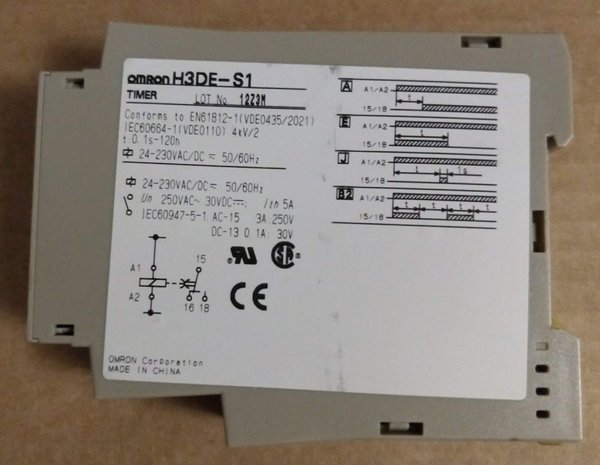 omron H3DE-S1
TIMER LOT No 1223M
Conforms to EN61812-1(VDE0435/2021)
IEC60664-1(VDE0110) 4kV/2
t 0.1s-120h
24-230VAC/DC 50/60Hz
24-230VAC/DC 50/60Hz
Un 250VAC~ 30VDC Ith 5A
IEC60947-5-1. AC-15 3A 250V
DC-13 0.1A: 30V
A1
A2
15
16 18
CE
OMRON Corporation
MADE IN CHINA
A A1/A2
t
15/18
E A1/A2
t
15/18
J A1/A2
t 1s
15/18
B2 A1/A2
t t t t
15/18